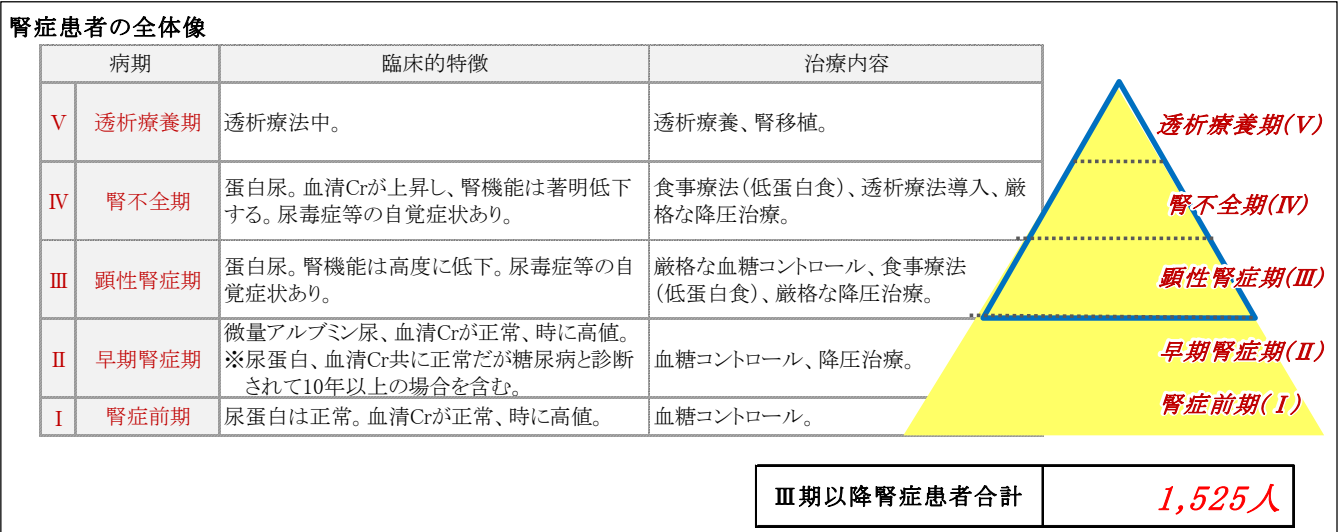 腎症患者の全体像
病期 臨床的特徴 治療内容
Ⅴ 透析療養期 透析療法中。 透析療養、腎移植。
Ⅳ 腎不全期 蛋白尿。血清Crが上昇し、腎機能は著明低下
する。尿毒症等の自覚症状あり。
食事療法(低蛋白食)、透析療法導入、厳
格な降圧治療。
Ⅲ 顕性腎症期 蛋白尿。腎機能は高度に低下。尿毒症等の自
覚症状あり。
厳格な血糖コントロール、食事療法
(低蛋白食)、厳格な降圧治療。
Ⅱ 早期腎症期 微量アルブミン尿、血清Crが正常、時に高値。
※尿蛋白、血清Cr共に正常だが糖尿病と診断
されて10年以上の場合を含む。
血糖コントロール、降圧治療。
Ⅰ 腎症前期 尿蛋白は正常。血清Crが正常、時に高値。 血糖コントロール。
透析療養期(Ⅴ)
腎不全期(Ⅳ)
顕性腎症期(Ⅲ)
早期腎症期(Ⅱ)
腎症前期(Ⅰ)
Ⅲ期以降腎症患者合計 1,525人